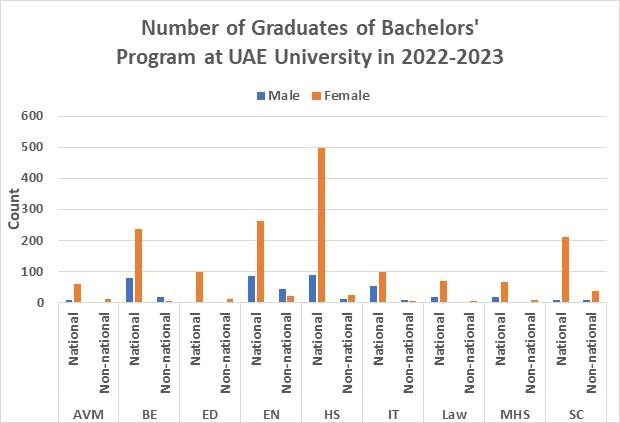 Number of Graduates of Bachelors'
Program at UAE University in 2022-2023
Male Female
600
500
400
300
200
100
0
Count
National Non-national National Non-national National Non-national National Non-national National Non-national National Non-national National Non-national National Non-national National Non-national
AVM BE ED EN HS IT Law MHS SC